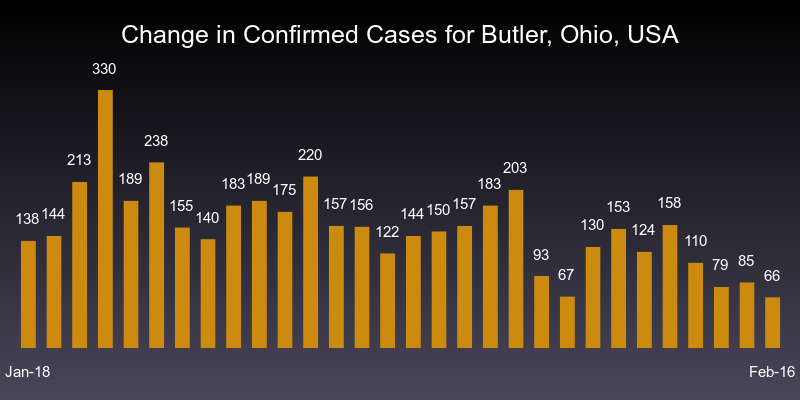 Change in Confirmed Cases for Butler, Ohio, USA
138 144 213 330 189 238 155 140 183 189 175 220 157 156 122 144 150 157 183 203 93 67 130 153 124 158 110 79 85 66
Jan-18 Feb-16